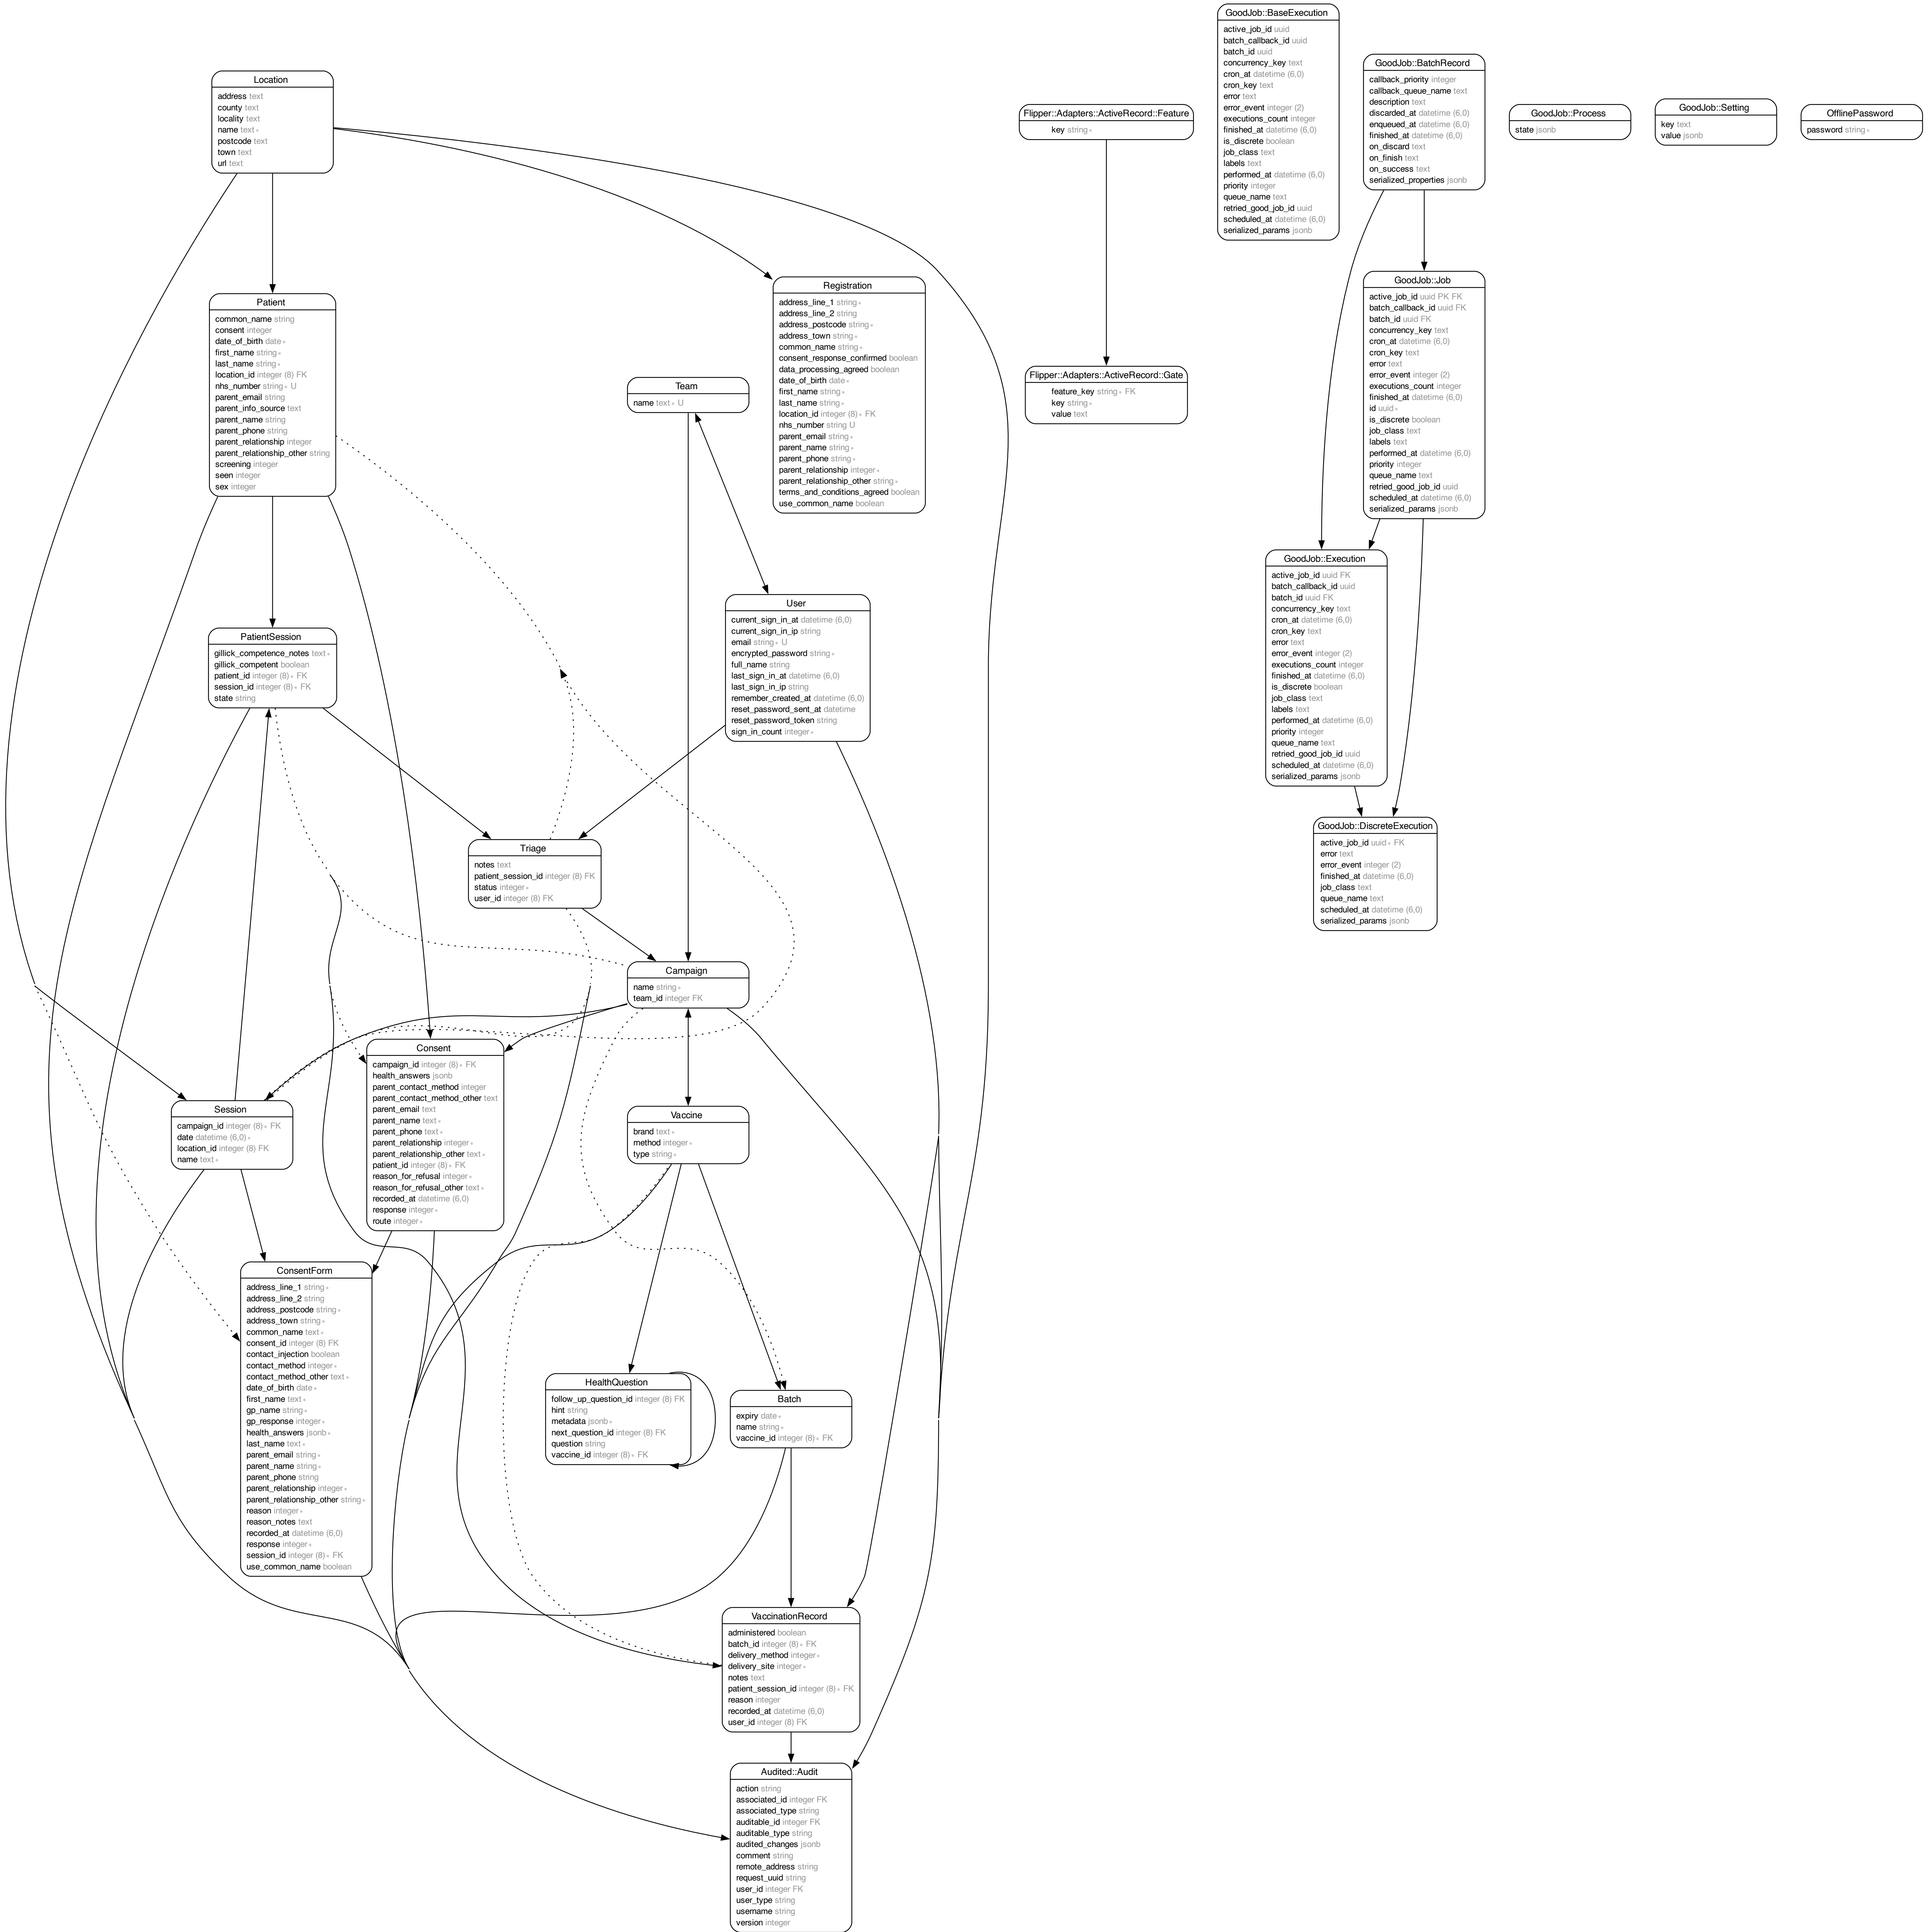 Location
address text
county text
locality text
name text ∗
postcode text
town text
url text
Patient
common_name string
consent integer
date_of_birth date ∗
first_name string ∗
last_name string ∗
location_id integer (8) FK
nhs_number string ∗ U
parent_email string
parent_info_source text
parent_name string
parent_phone string
parent_relationship integer
parent_relationship_other string
screening integer
seen integer
sex integer
Registration
address_line_1 string ∗
address_line_2 string
address_postcode string ∗
address_town string ∗
common_name string ∗
consent_response_confirmed boolean
data_processing_agreed boolean
date_of_birth date ∗
first_name string ∗
last_name string ∗
location_id integer (8) ∗ FK
nhs_number string U
parent_email string ∗
parent_name string ∗
parent_phone string ∗
parent_relationship integer ∗
parent_relationship_other string ∗
terms_and_conditions_agreed boolean
use_common_name boolean
Team
name text ∗ U
User
current_sign_in_at datetime (6,0)
current_sign_in_ip string
email string ∗ U
encrypted_password string ∗
full_name string
last_sign_in_at datetime (6,0)
last_sign_in_ip string
remember_created_at datetime (6,0)
reset_password_sent_at datetime
reset_password_token string
sign_in_count integer ∗
PatientSession
gillick_competence_notes text ∗
gillick_competent boolean
patient_id integer (8) ∗ FK
session_id integer (8) ∗ FK
state string
Triage
notes text
patient_session_id integer (8) FK
status integer ∗
user_id integer (8) FK
Campaign
name string ∗
team_id integer FK
Consent
campaign_id integer (8) ∗ FK
health_answers jsonb
parent_contact_method integer
parent_contact_method_other text
parent_email text
parent_name text ∗
parent_phone text ∗
parent_relationship integer ∗
parent_relationship_other text ∗
patient_id integer (8) ∗ FK
reason_for_refusal integer ∗
reason_for_refusal_other text ∗
recorded_at datetime (6,0)
response integer ∗
route integer ∗
Session
campaign_id integer (8) ∗ FK
date datetime (6,0) ∗
location_id integer (8) FK
name text ∗
Vaccine
brand text ∗
method integer ∗
type string ∗
ConsentForm
address_line_1 string ∗
address_line_2 string
address_postcode string ∗
address_town string ∗
common_name text ∗
consent_id integer (8) FK
contact_injection boolean
contact_method integer ∗
contact_method_other text ∗
date_of_birth date ∗
first_name text ∗
gp_name string ∗
gp_response integer ∗
health_answers jsonb ∗
last_name text ∗
parent_email string ∗
parent_name string ∗
parent_phone string
parent_relationship integer ∗
parent_relationship_other string ∗
reason integer ∗
reason_notes text
recorded_at datetime (6,0)
response integer ∗
session_id integer (8) ∗ FK
use_common_name boolean
HealthQuestion
follow_up_question_id integer (8) FK
hint string
metadata jsonb ∗
next_question_id integer (8) FK
question string
vaccine_id integer (8) ∗ FK
Batch
expiry date ∗
name string ∗
vaccine_id integer (8) ∗ FK
VaccinationRecord
administered boolean
batch_id integer (8) ∗ FK
delivery_method integer ∗
delivery_site integer ∗
notes text
patient_session_id integer (8) ∗ FK
reason integer
recorded_at datetime (6,0)
user_id integer (8) FK
Audited::Audit
action string
associated_id integer FK
associated_type string
auditable_id integer FK
auditable_type string
audited_changes jsonb
comment string
remote_address string
request_uuid string
user_id integer FK
user_type string
username string
version integer
Flipper::Adapters::ActiveRecord::Feature
key string ∗
Flipper::Adapters::ActiveRecord::Gate
feature_key string ∗ FK
key string ∗
value text
GoodJob::BaseExecution
active_job_id uuid
batch_callback_id uuid
batch_id uuid
concurrency_key text
cron_at datetime (6,0)
cron_key text
error text
error_event integer (2)
executions_count integer
finished_at datetime (6,0)
is_discrete boolean
job_class text
labels text
performed_at datetime (6,0)
priority integer
queue_name text
retried_good_job_id uuid
scheduled_at datetime (6,0)
serialized_params jsonb
GoodJob::BatchRecord
callback_priority integer
callback_queue_name text
description text
discarded_at datetime (6,0)
enqueued_at datetime (6,0)
finished_at datetime (6,0)
on_discard text
on_finish text
on_success text
serialized_properties jsonb
GoodJob::Process
state jsonb
GoodJob::Setting
key text
value jsonb
OfflinePassword
password string ∗
GoodJob::Job
active_job_id uuid PK FK
batch_callback_id uuid FK
batch_id uuid FK
concurrency_key text
cron_at datetime (6,0)
cron_key text
error text
error_event integer (2)
executions_count integer
finished_at datetime (6,0)
id uuid ∗
is_discrete boolean
job_class text
labels text
performed_at datetime (6,0)
priority integer
queue_name text
retried_good_job_id uuid
scheduled_at datetime (6,0)
serialized_params jsonb
GoodJob::Execution
active_job_id uuid FK
batch_callback_id uuid
batch_id uuid FK
concurrency_key text
cron_at datetime (6,0)
cron_key text
error text
error_event integer (2)
executions_count integer
finished_at datetime (6,0)
is_discrete boolean
job_class text
labels text
performed_at datetime (6,0)
priority integer
queue_name text
retried_good_job_id uuid
scheduled_at datetime (6,0)
serialized_params jsonb
GoodJob::DiscreteExecution
active_job_id uuid ∗ FK
error text
error_event integer (2)
finished_at datetime (6,0)
job_class text
queue_name text
scheduled_at datetime (6,0)
serialized_params jsonb